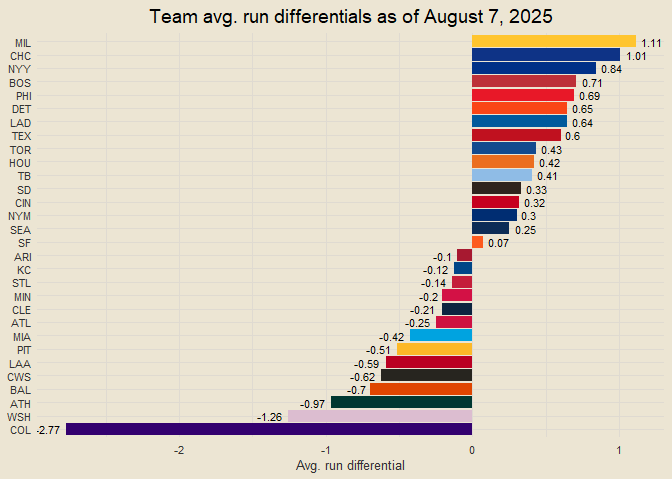 Team avg. run differentials as of August 7, 2025
MIL 1.11
CHC 1.01
NYY 0.84
BOS 0.71
PHI 0.69
DET 0.65
LAD 0.64
TEX 0.6
TOR 0.43
HOU 0.42
TB 0.41
SD 0.33
CIN 0.32
NYM 0.3
SEA 0.25
SF 0.07
ARI -0.1
KC -0.12
STL -0.14
MIN -0.2
CLE -0.21
ATL -0.25
MIA -0.42
PIT -0.51
LAA -0.59
CWS -0.62
BAL -0.7
ATH -0.97
WSH -1.26
COL -2.77
-2 -1 0 1
Avg. run differential